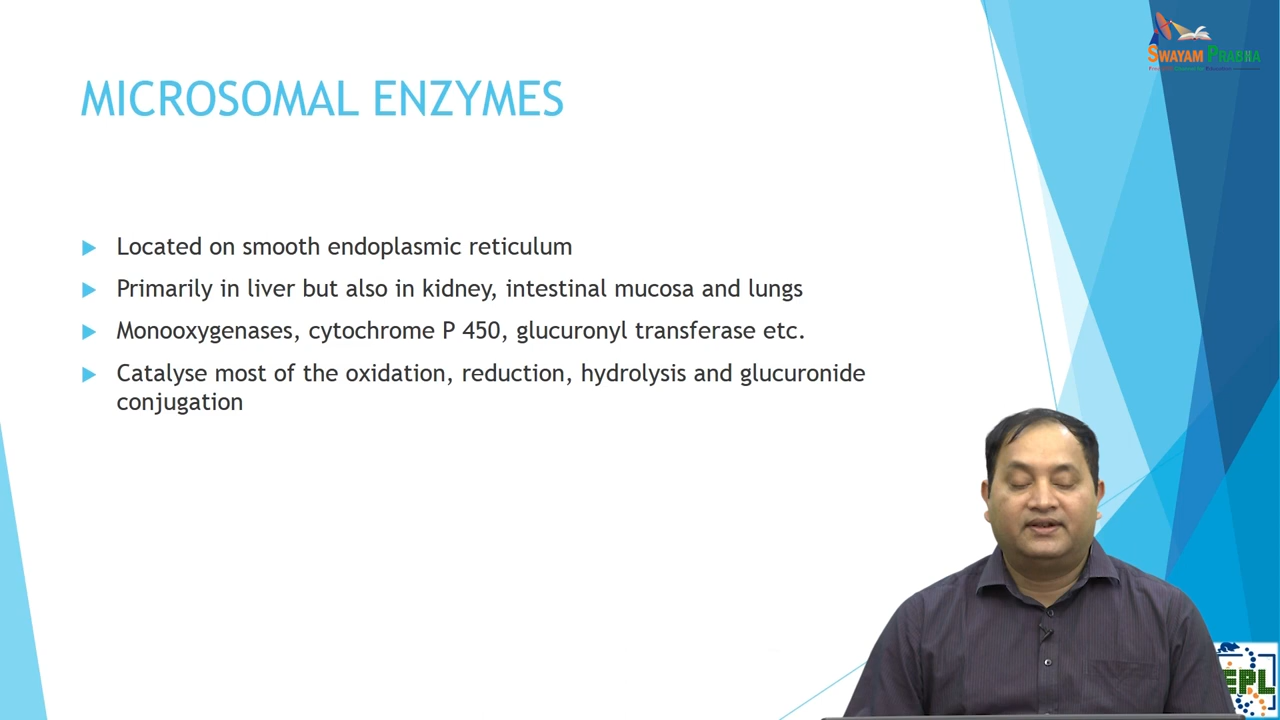 SWAYAM PRABHA
MICROSOMAL ENZYMES
Located on smooth endoplasmic reticulum
Primarily in liver but also in kidney, intestinal mucosa and lungs
Monooxygenases, cytochrome P 450, glucuronyl transferase etc.
Catalyse most of the oxidation, reduction, hydrolysis and glucuronide
conjugation
EPL